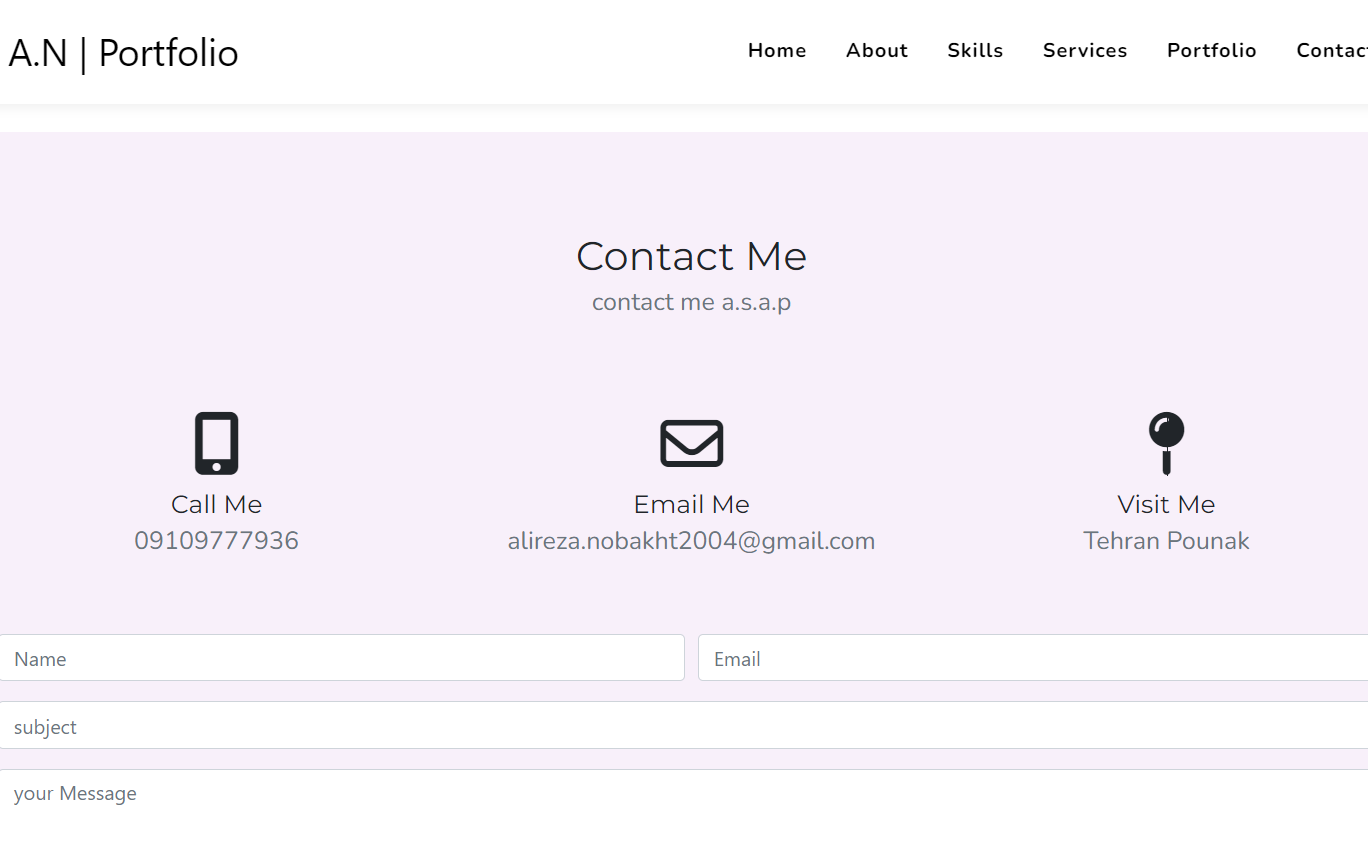 A.N | Portfolio Home About Skills Services Portfolio Contac
Contact Me
contact me a.s.a.p
Call Me Email Me Visit Me
09109777936 alireza.nobakht2004@gmail.com Tehran Pounak
Name Email
subject
your Message